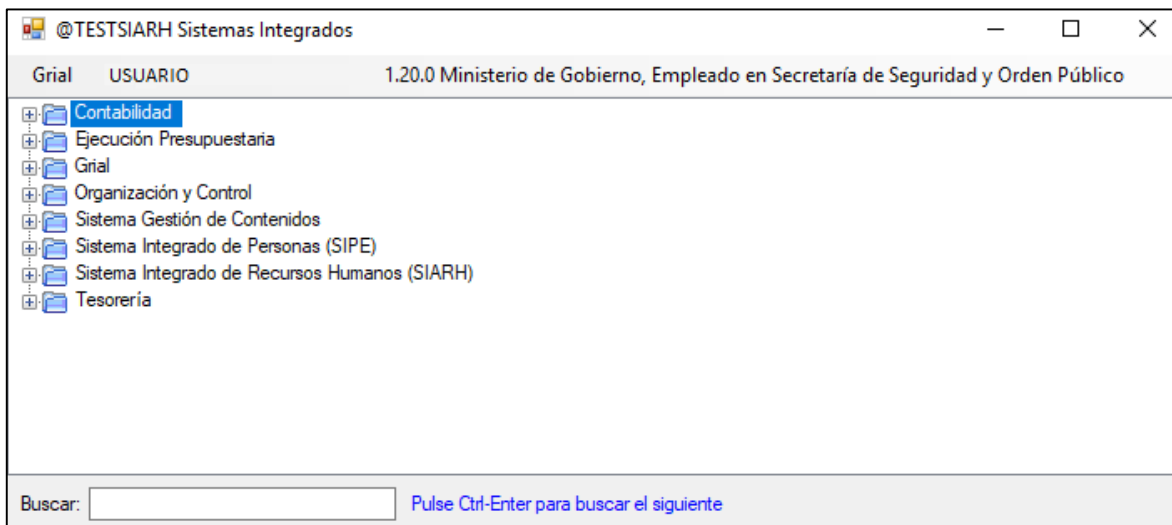 @TESTSIARH Sistemas Integrados
Grial USUARIO 1.20.0 Ministerio de Gobierno, Empleado en Secretaría de Seguridad y Orden Público
Contabilidad
Ejecución Presupuestaria
Grial
Organización y Control
Sistema Gestión de Contenidos
Sistema Integrado de Personas (SIPE)
Sistema Integrado de Recursos Humanos (SIARH)
Tesorería
Buscar: Pulse Ctrl-Enter para buscar el siguiente